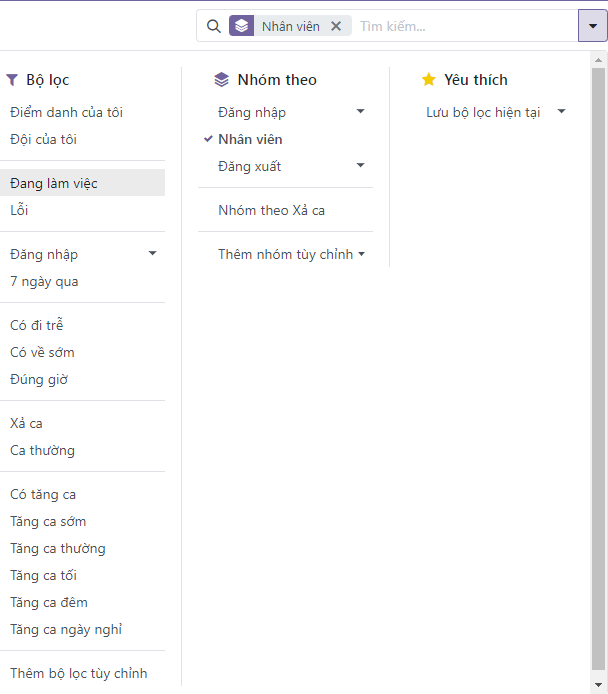 Nhân viên
Tìm kiếm...
Bộ lọc
Điểm danh của tôi
Đội của tôi
Đang làm việc
Lỗi
Đăng nhập
7 ngày qua
Có đi trễ
Có về sớm
Đúng giờ
Xả ca
Ca thường
Có tăng ca
Tăng ca sớm
Tăng ca thường
Tăng ca tối
Tăng ca đêm
Tăng ca ngày nghỉ
Thêm bộ lọc tùy chỉnh
Nhóm theo
Đăng nhập
Nhân viên
Đăng xuất
Nhóm theo Xả ca
Thêm nhóm tùy chỉnh
Yêu thích
Lưu bộ lọc hiện tại